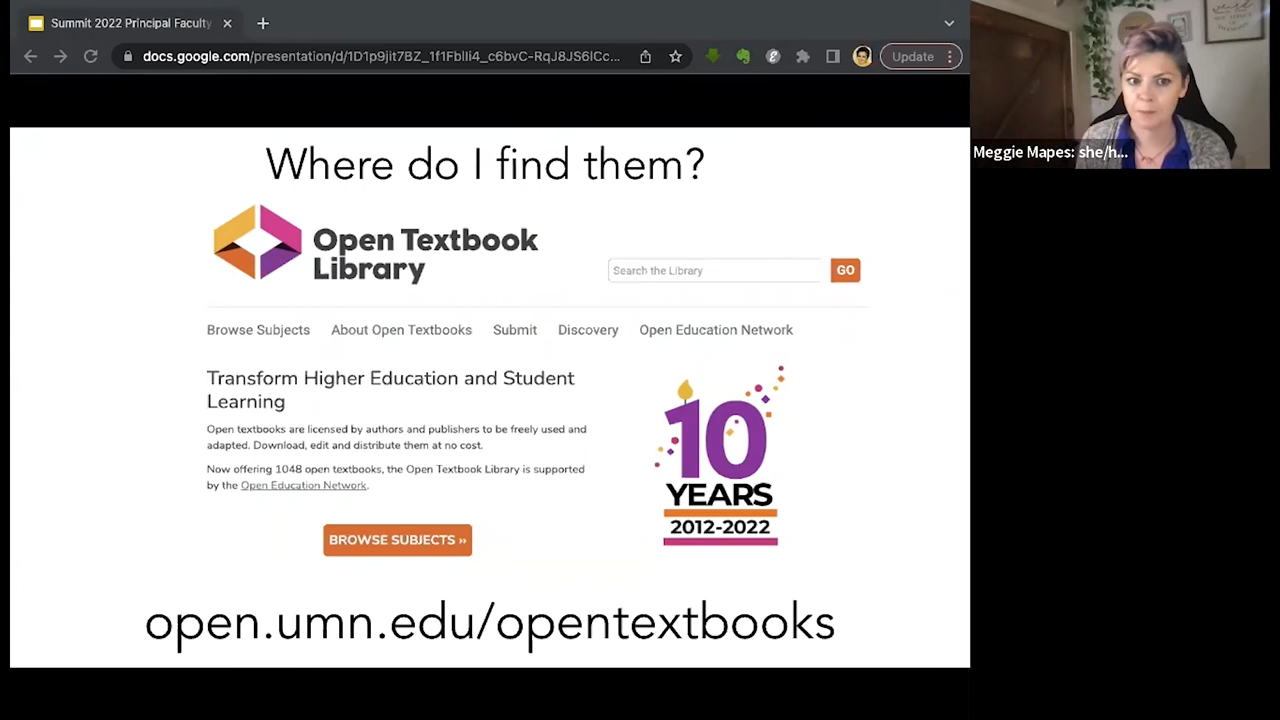 Summit 2022 Principal Faculty
docs.google.com/presentation/d/1D1p9jit7BZ_1f1FblIi4_c6bvC-RqJ8JS6lCc...
Update
Meggie Mapes: she/h...
Where do I find them?
Open Textbook
Library
Search the Library
GO
Browse Subjects
About Open Textbooks
Submit
Discovery
Open Education Network
Transform Higher Education and Student
Learning
Open textbooks are licensed by authors and publishers to be freely used and
adapted. Download, edit and distribute them at no cost.
Now offering 1048 open textbooks, the Open Textbook Library is supported
by the Open Education Network.
BROWSE SUBJECTS ››
10
YEARS
2012-2022
open.umn.edu/opentextbooks